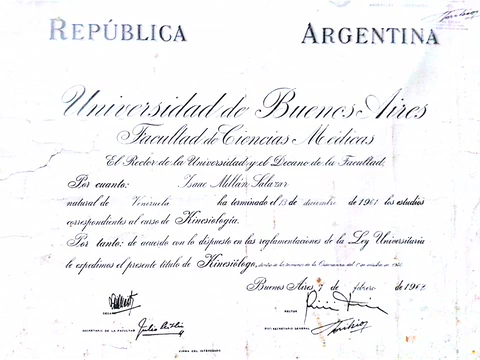 REPÚBLICA ARGENTINA
Universidad de Buenos Aires
Facultad de Ciencias Médicas
El Rector de la Universidad y el Decano de la Facultad.
Por cuanto: Isaac Millán Salazar
natural de Venezuela ha terminado el 13 de diciembre de 1961 los estudios
correspondientes al curso de Kinesiología.
Por tanto: de acuerdo con lo dispuesto en las reglamentaciones de la Ley Universitaria
le expedimos el presente título de Kinesiólogo,
Buenos Aires, 7 de febrero de 196
RECTOR
SECRETARIO DE LA FACULTAD
SECRETARIO GENERAL
FIRMA DEL INTERESADO